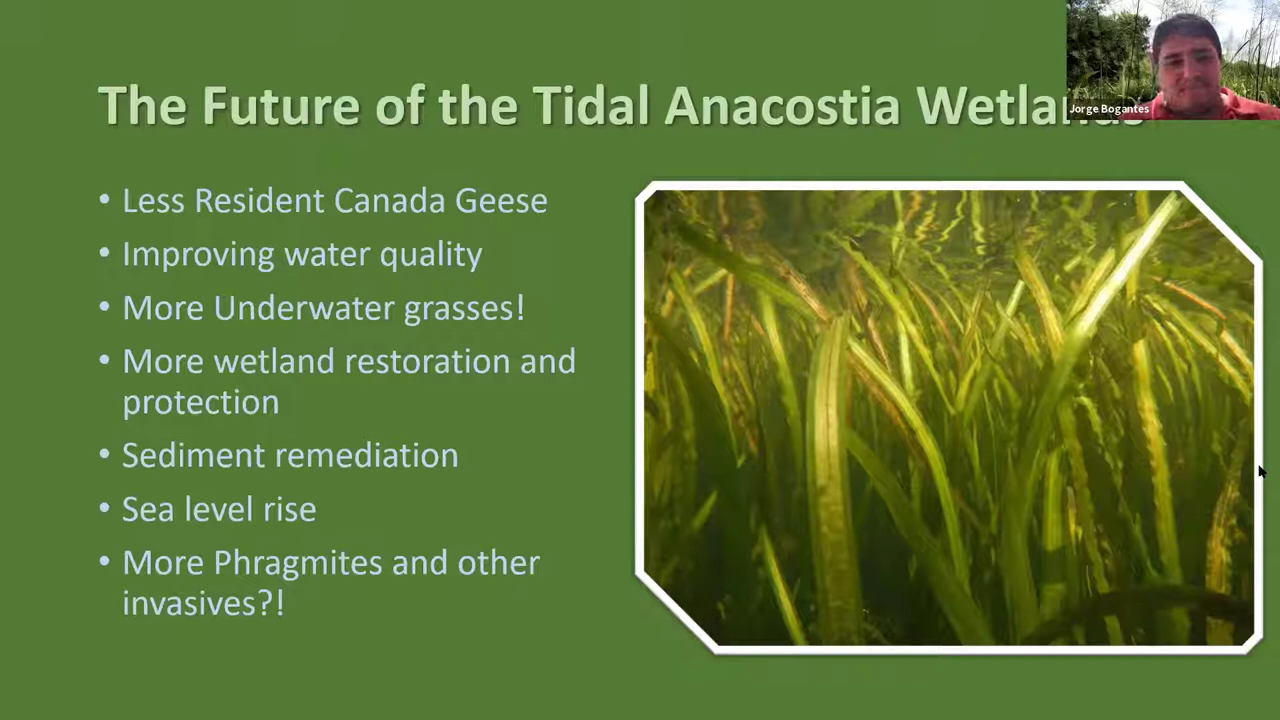 The Future of the Tidal Anacostia Wetlands
Jorge Bogantes
• Less Resident Canada Geese
• Improving water quality
• More Underwater grasses!
• More wetland restoration and
protection
• Sediment remediation
• Sea level rise
• More Phragmites and other
invasives?!